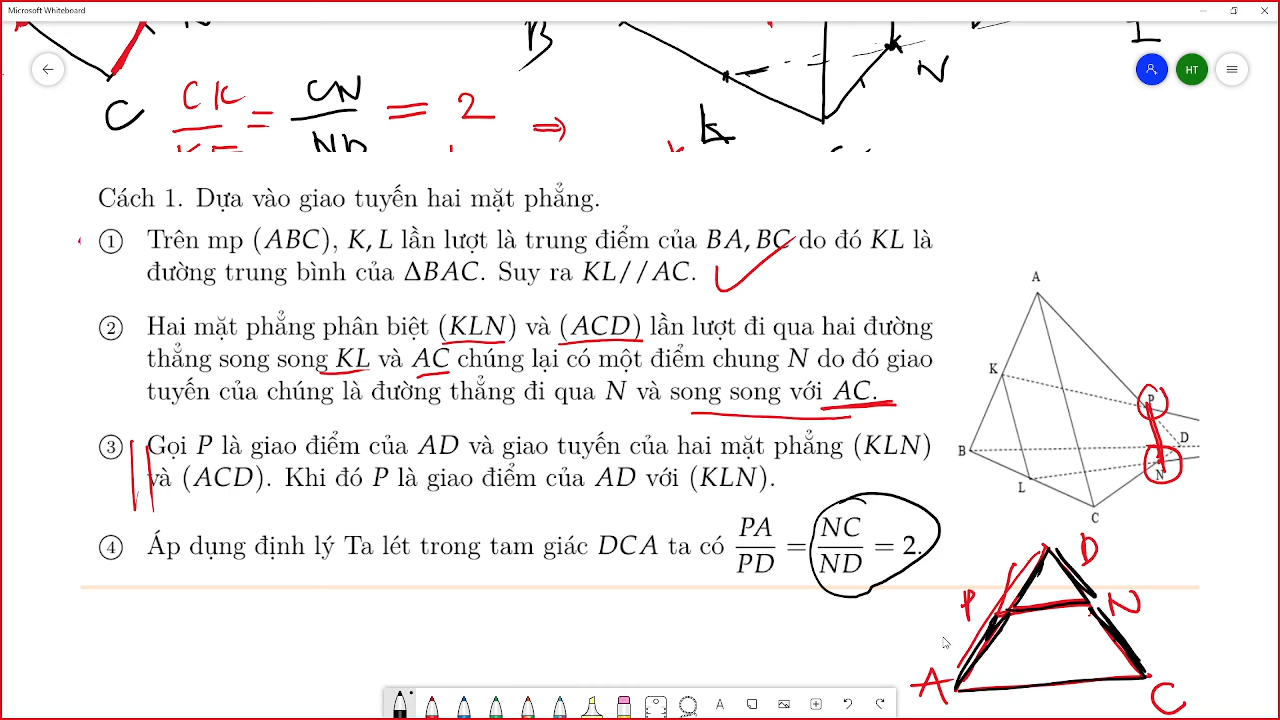 Microsoft Whiteboard
B
HT
N
C
CK = CN = 2 ⇒
k
Cách 1. Dựa vào giao tuyến hai mặt phẳng.
① Trên mp (ABC), K, L lần lượt là trung điểm của BA, BC do đó KL là
đường trung bình của ΔBAC. Suy ra KL//AC.
② Hai mặt phẳng phân biệt (KLN) và (ACD) lần lượt đi qua hai đường
thẳng song song KL và AC chúng lại có một điểm chung N do đó giao
tuyến của chúng là đường thẳng đi qua N và song song với AC.
③ Gọi P là giao điểm của AD và giao tuyến của hai mặt phẳng (KLN)
và (ACD). Khi đó P là giao điểm của AD với (KLN).
④ Áp dụng định lý Ta lét trong tam giác DCA ta có PA/PD = NC/ND = 2.
A
K
P
D
B
N
L
C
D
P
N
A
C
A